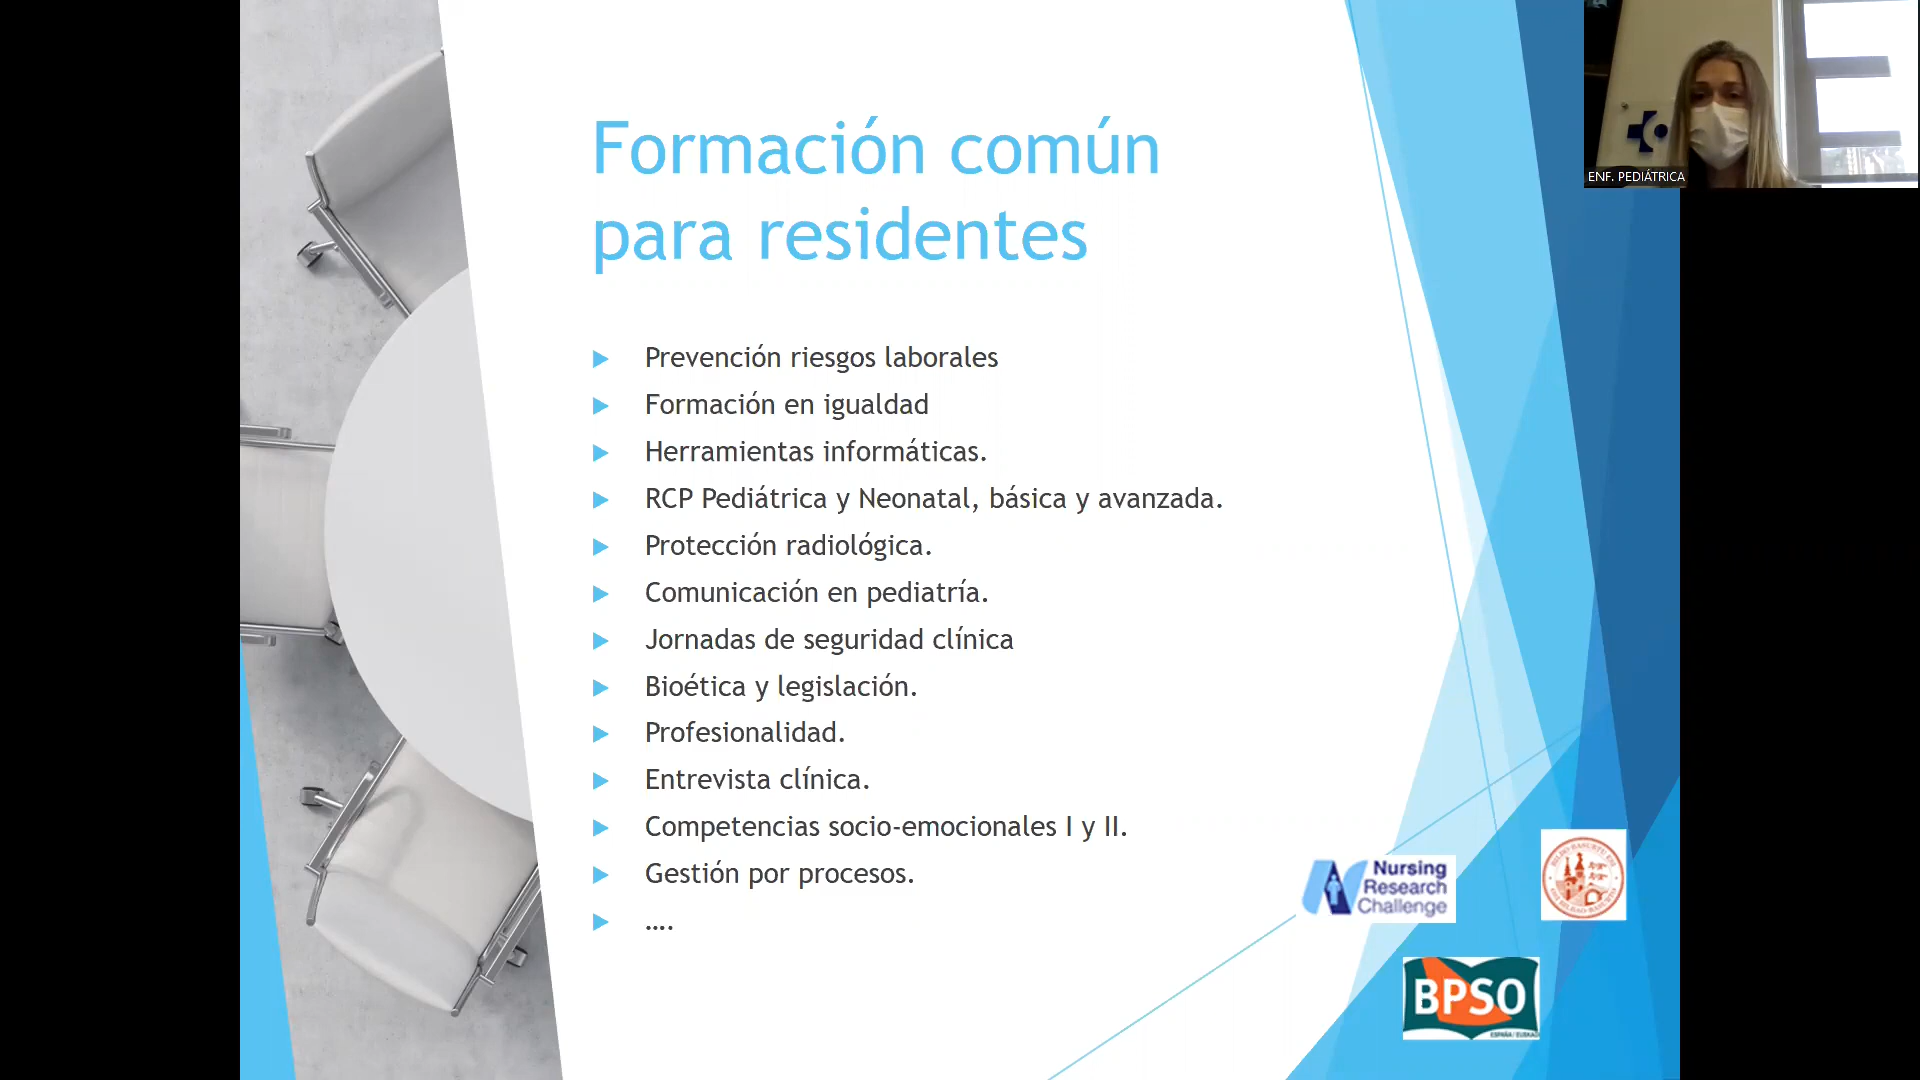 Formación común
para residentes
Prevención riesgos laborales
Formación en igualdad
Herramientas informáticas.
RCP Pediátrica y Neonatal, básica y avanzada.
Protección radiológica.
Comunicación en pediatría.
Jornadas de seguridad clínica
Bioética y legislación.
Profesionalidad.
Entrevista clínica.
Competencias socio-emocionales I y II.
Gestión por procesos.
....
ENF. PEDIÁTRICA
Nursing
Research
Challenge
BPSO